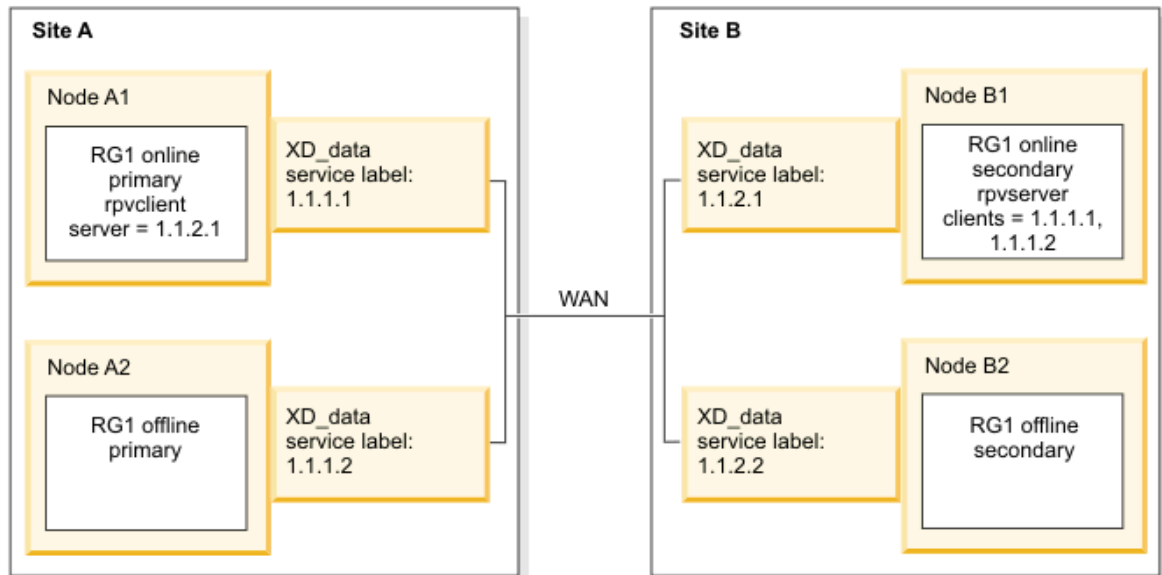 Site A
Node A1
RG1 online
primary
rpvclient
server = 1.1.2.1
XD_data
service label:
1.1.1.1
Node A2
RG1 offline
primary
XD_data
service label:
1.1.1.2
WAN
Site B
XD_data
service label:
1.1.2.1
Node B1
RG1 online
secondary
rpvserver
clients = 1.1.1.1,
1.1.1.2
XD_data
service label:
1.1.2.2
Node B2
RG1 offline
secondary